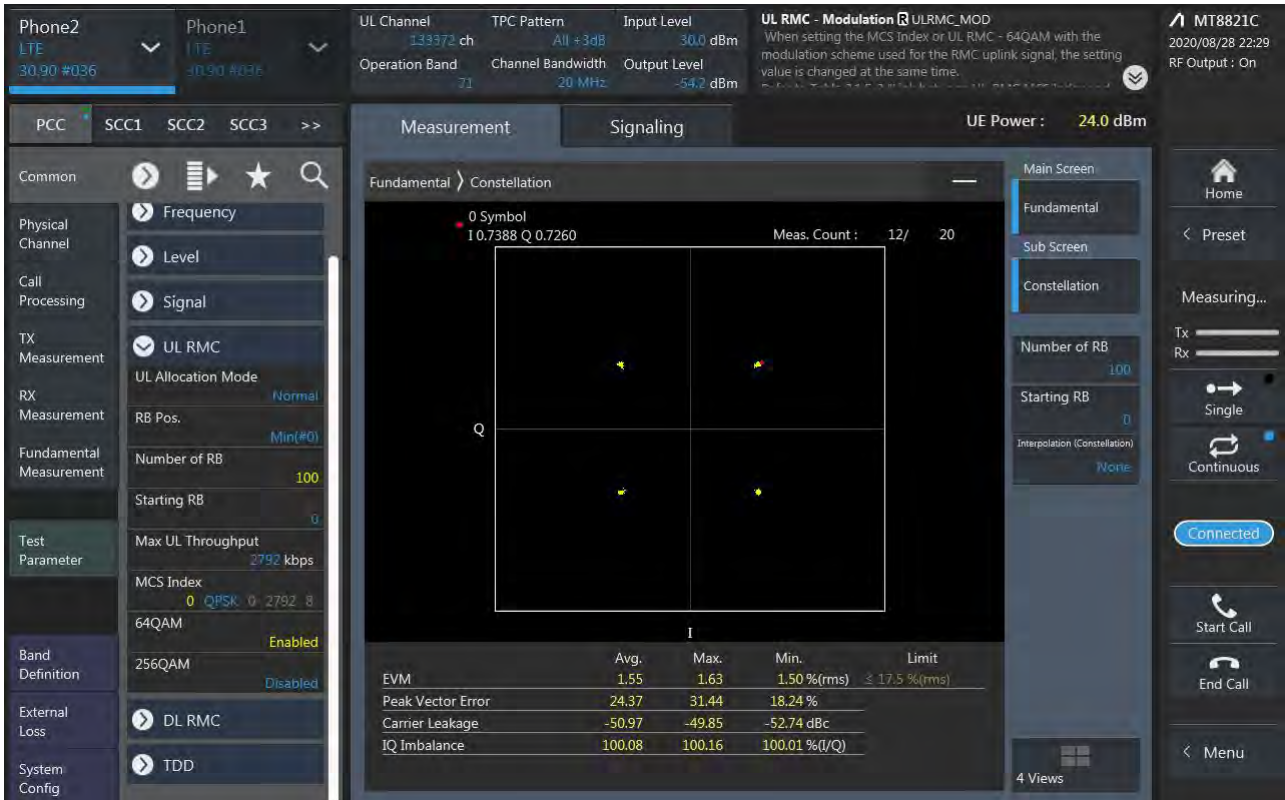 Phone2
LTE
30.90 #036
Phone1
LTE
30.90 #036
UL Channel
133372 ch
Operation Band
71
TPC Pattern
All +3dB
Channel Bandwidth
20 MHz
Input Level
30.0 dBm
Output Level
-54.2 dBm
UL RMC - Modulation R ULRMC_MOD
When setting the MCS Index or UL RMC - 64QAM with the
modulation scheme used for the RMC uplink signal, the setting
value is changed at the same time.
MT8821C
2020/08/28 22:29
RF Output : On
PCC SCC1 SCC2 SCC3 >>
Measurement
Signaling
UE Power : 24.0 dBm
Common
Physical
Channel
Call
Processing
TX
Measurement
RX
Measurement
Fundamental
Measurement
Test
Parameter
Band
Definition
External
Loss
System
Config
Frequency
Level
Signal
UL RMC
UL Allocation Mode
Normal
RB Pos.
Min(#0)
Number of RB
100
Starting RB
0
Max UL Throughput
2792 kbps
MCS Index
0 QPSK 0 2792 8
64QAM
Enabled
256QAM
Disabled
DL RMC
TDD
Fundamental ⟩ Constellation
0 Symbol
I 0.7388 Q 0.7260
Meas. Count : 12/ 20
Q
I
Avg. Max. Min. Limit
EVM 1.55 1.63 1.50 %(rms) ≦ 17.5 %(rms)
Peak Vector Error 24.37 31.44 18.24 %
Carrier Leakage -50.97 -49.85 -52.74 dBc
IQ Imbalance 100.08 100.16 100.01 %(I/Q)
Main Screen
Fundamental
Sub Screen
Constellation
Number of RB
100
Starting RB
0
Interpolation (Constellation)
None
4 Views
Home
< Preset
Measuring...
Tx
Rx
Single
Continuous
Connected
Start Call
End Call
< Menu